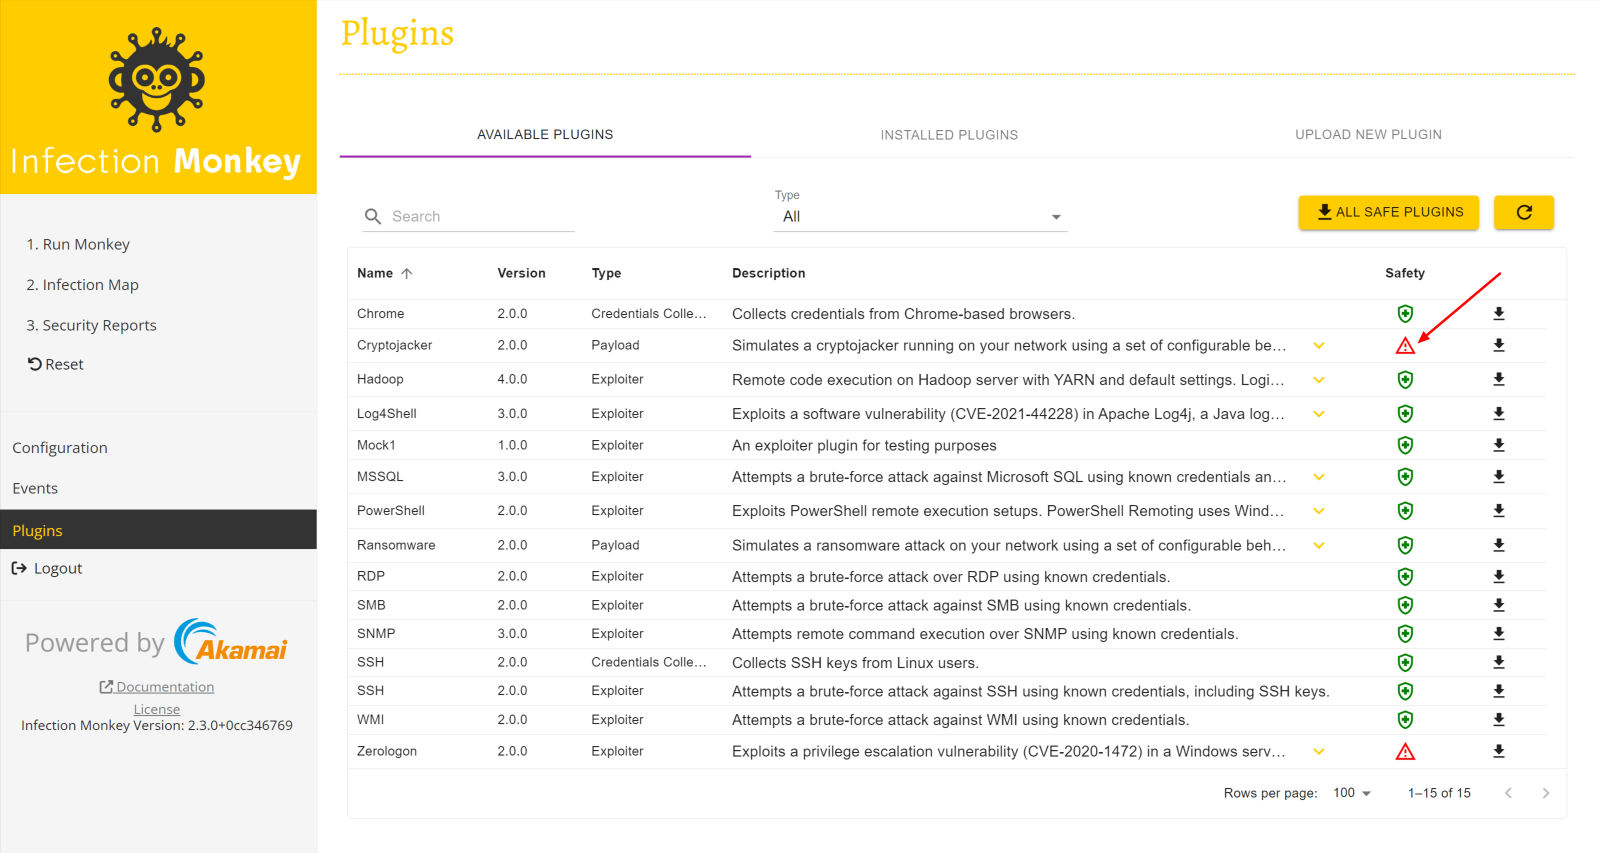 Infection Monkey
1. Run Monkey
2. Infection Map
3. Security Reports
Reset
Configuration
Events
Plugins
Logout
Powered by Akamai
Documentation
License
Infection Monkey Version: 2.3.0+0cc346769
Plugins
AVAILABLE PLUGINS INSTALLED PLUGINS UPLOAD NEW PLUGIN
Type
Search All ALL SAFE PLUGINS
Name Version Type Description Safety
Chrome 2.0.0 Credentials Colle... Collects credentials from Chrome-based browsers.
Cryptojacker 2.0.0 Payload Simulates a cryptojacker running on your network using a set of configurable be...
Hadoop 4.0.0 Exploiter Remote code execution on Hadoop server with YARN and default settings. Logi...
Log4Shell 3.0.0 Exploiter Exploits a software vulnerability (CVE-2021-44228) in Apache Log4j, a Java log...
Mock1 1.0.0 Exploiter An exploiter plugin for testing purposes
MSSQL 3.0.0 Exploiter Attempts a brute-force attack against Microsoft SQL using known credentials an...
PowerShell 2.0.0 Exploiter Exploits PowerShell remote execution setups. PowerShell Remoting uses Wind...
Ransomware 2.0.0 Payload Simulates a ransomware attack on your network using a set of configurable beh...
RDP 2.0.0 Exploiter Attempts a brute-force attack over RDP using known credentials.
SMB 2.0.0 Exploiter Attempts a brute-force attack against SMB using known credentials.
SNMP 3.0.0 Exploiter Attempts remote command execution over SNMP using known credentials.
SSH 2.0.0 Credentials Colle... Collects SSH keys from Linux users.
SSH 2.0.0 Exploiter Attempts a brute-force attack against SSH using known credentials, including SSH keys.
WMI 2.0.0 Exploiter Attempts a brute-force attack against WMI using known credentials.
Zerologon 2.0.0 Exploiter Exploits a privilege escalation vulnerability (CVE-2020-1472) in a Windows serv...
Rows per page: 100 1–15 of 15